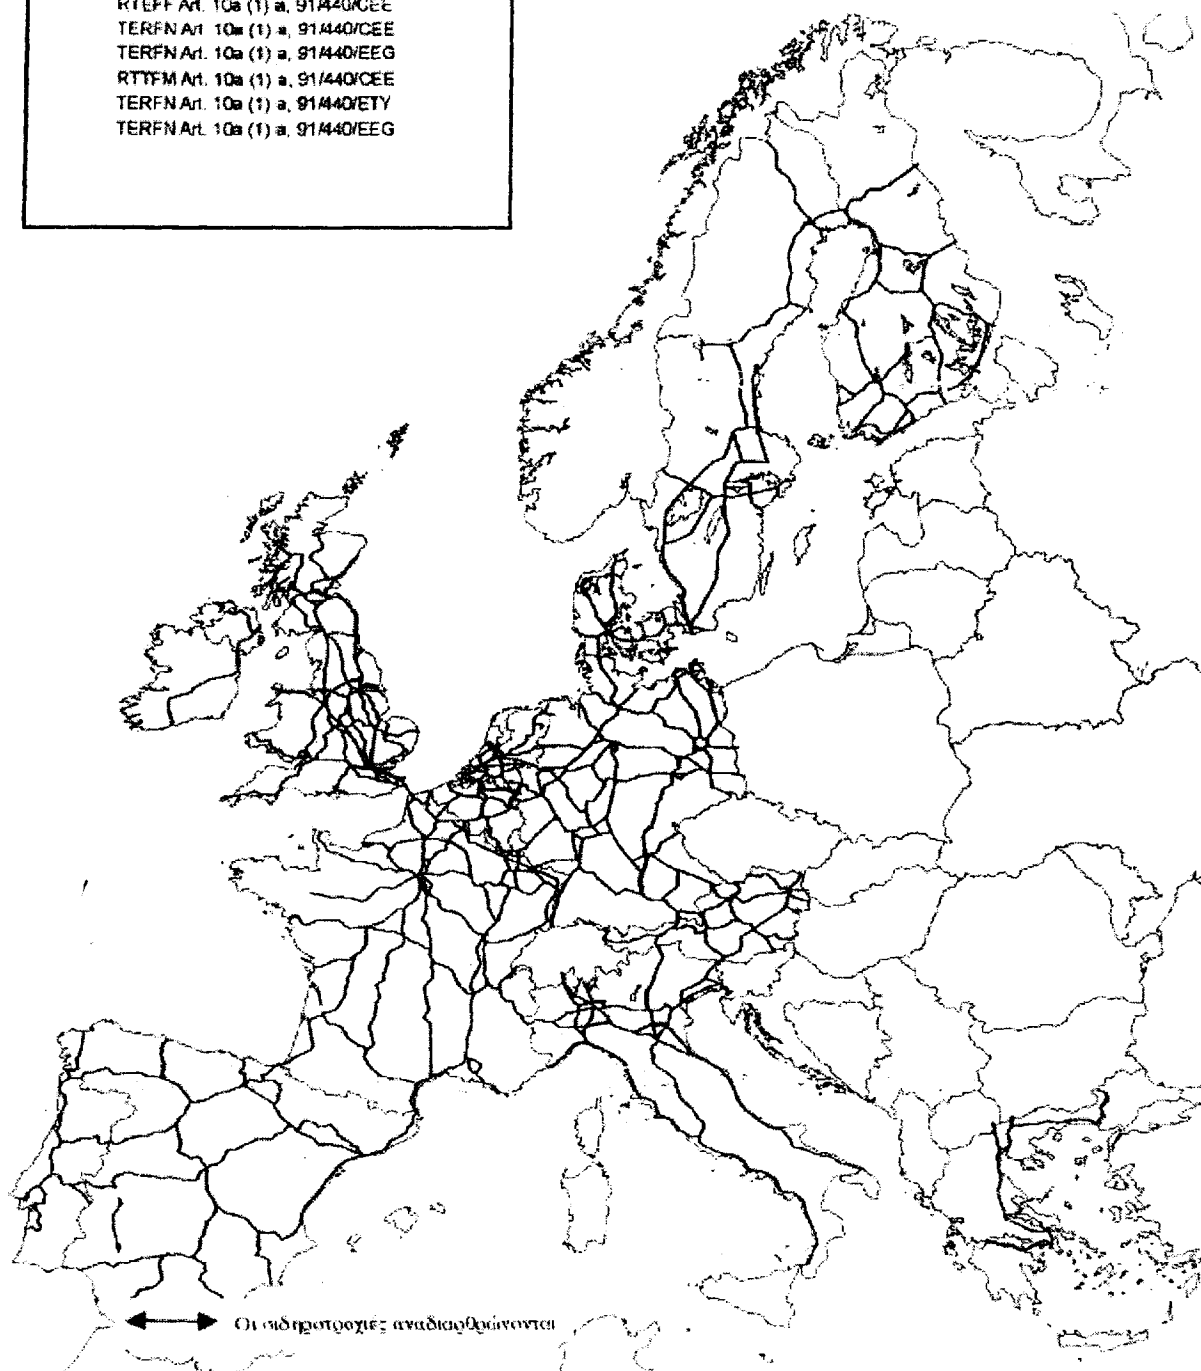 RTEFF Art. 10a (1) a, 91/440/CEE
TERFN Art. 10a (1) a, 91/440/CEE
TERFN Art. 10a (1) a, 91/440/EEG
RTTFM Art. 10a (1) a, 91/440/CEE
TERFN Art. 10a (1) a, 91/440/ETY
TERFN Art. 10a (1) a, 91/440/EEG
Οι σιδηροτροχιές αναδιαρθρώνονται